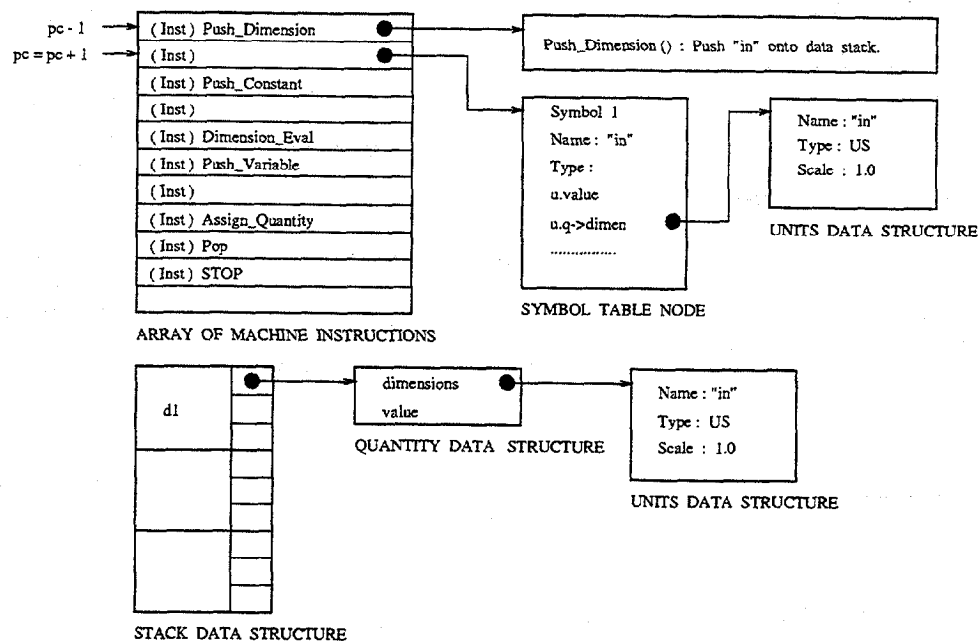 pc - 1
( Inst ) Push_Dimension
pc = pc + 1
( Inst )
( Inst ) Push_Constant
( Inst )
( Inst ) Dimension_Eval
( Inst ) Push_Variable
( Inst )
( Inst ) Assign_Quantity
( Inst ) Pop
( Inst ) STOP
ARRAY OF MACHINE INSTRUCTIONS
Push_Dimension () : Push "in" onto data stack.
Symbol 1
Name : "in"
Type :
u.value
u.q->dimen
.................
SYMBOL TABLE NODE
Name : "in"
Type : US
Scale : 1.0
UNITS DATA STRUCTURE
d1
STACK DATA STRUCTURE
dimensions
value
QUANTITY DATA STRUCTURE
Name : "in"
Type : US
Scale : 1.0
UNITS DATA STRUCTURE